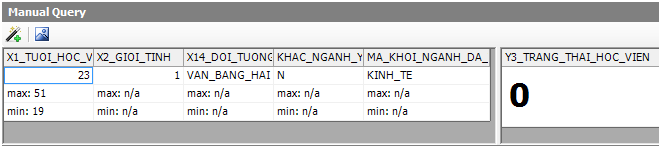 Manual Query
X1_TUOI_HOC_V X2_GIOI_TINH X14_DOI_TUONG KHAC_NGANH_Y MA_KHOI_NGANH_DA_ Y3_TRANG_THAI_HOC_VIEN
23 1 VAN_BANG_HAI N KINH_TE 0
max: 51 max: n/a max: n/a max: n/a max: n/a
min: 19 min: n/a min: n/a min: n/a min: n/a